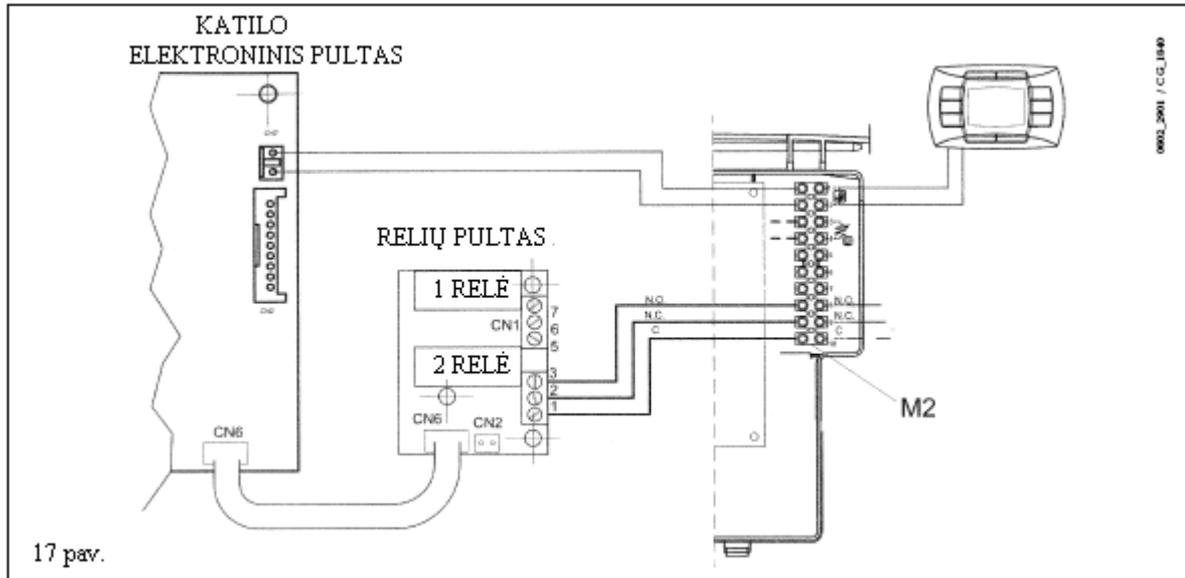 KATILO
ELEKTRONINIS PULTAS
0602_2901 / CG_1840
RELIŲ PULTAS
1 RELĖ
7
CN1
6
5
2 RELĖ
3
2
1
N.O.
N.C.
C
N.O.
N.C.
C
CN6
CN2
M2
CN6
17 pav.